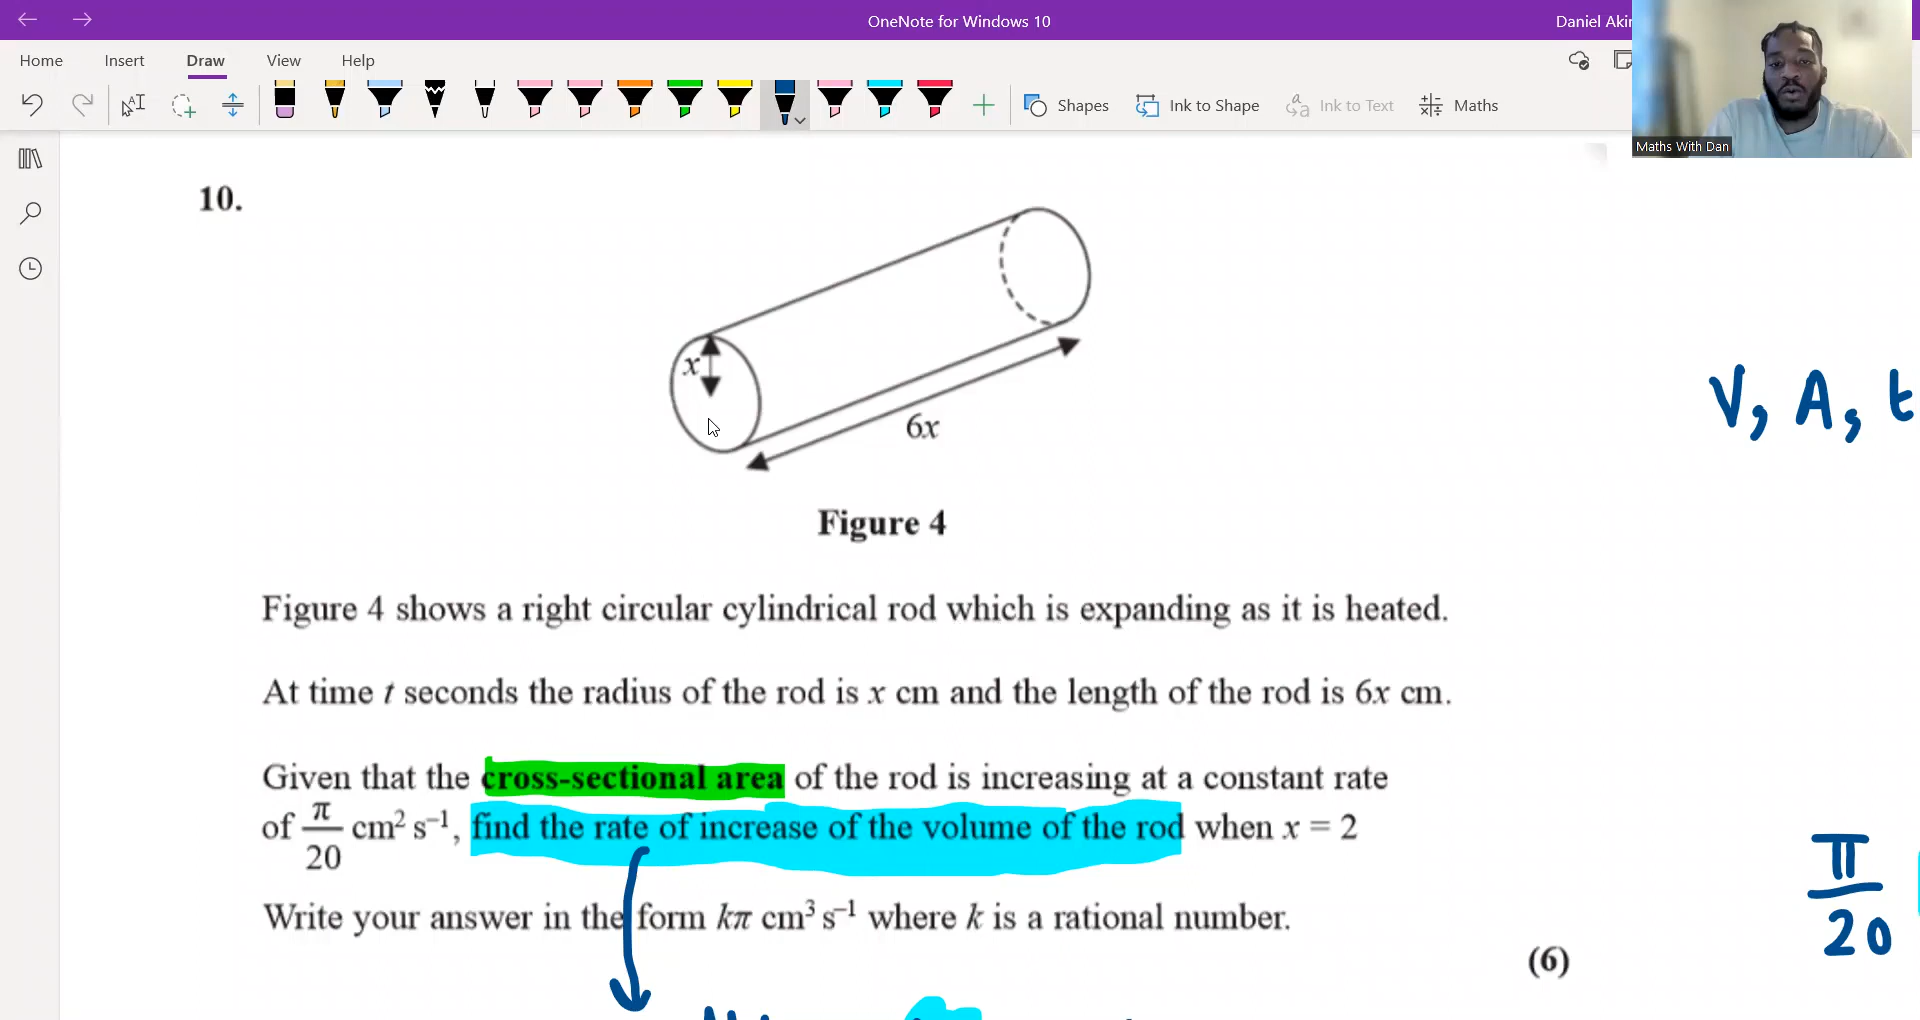 OneNote for Windows 10
Daniel
Home Insert Draw View Help
Shapes Ink to Shape Ink to Text Maths
Maths With Dan
10.
x
6x
V, A, t
Figure 4
Figure 4 shows a right circular cylindrical rod which is expanding as it is heated.
At time t seconds the radius of the rod is x cm and the length of the rod is 6x cm.
Given that the cross-sectional area of the rod is increasing at a constant rate
of π/20 cm² s⁻¹, find the rate of increase of the volume of the rod when x = 2
π/20
Write your answer in the form kπ cm³ s⁻¹ where k is a rational number.
(6)